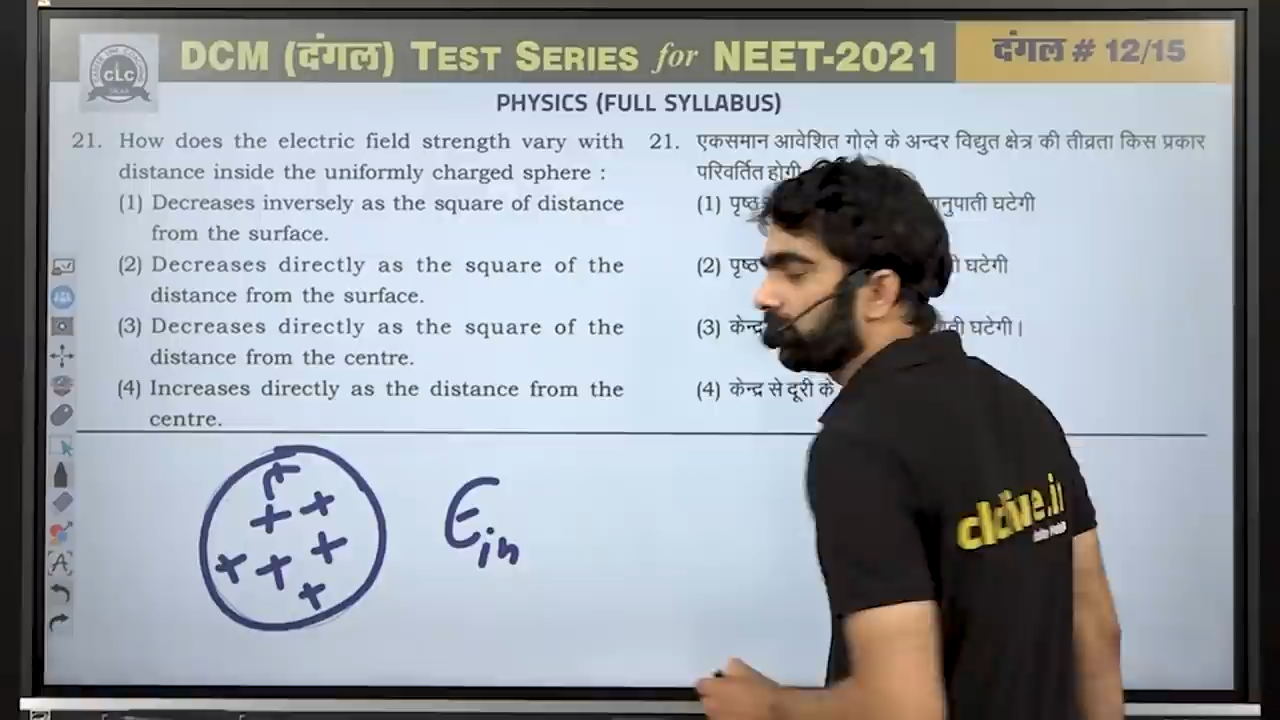 DCM (दंगल) TEST SERIES for NEET-2021
दंगल # 12/15
CLC
PHYSICS (FULL SYLLABUS)
21. How does the electric field strength vary with
distance inside the uniformly charged sphere :
(1) Decreases inversely as the square of distance
from the surface.
(2) Decreases directly as the square of the
distance from the surface.
(3) Decreases directly as the square of the
distance from the centre.
(4) Increases directly as the distance from the
centre.
21. एकसमान आवेशित गोले के अन्दर विद्युत क्षेत्र की तीव्रता किस प्रकार
परिवर्तित होगी
(1) घटेगी
(2) घटेगी
(3) घटेगी।
(4) केन्द्र से दूरी के
+
+ +
+ + +
+
E in